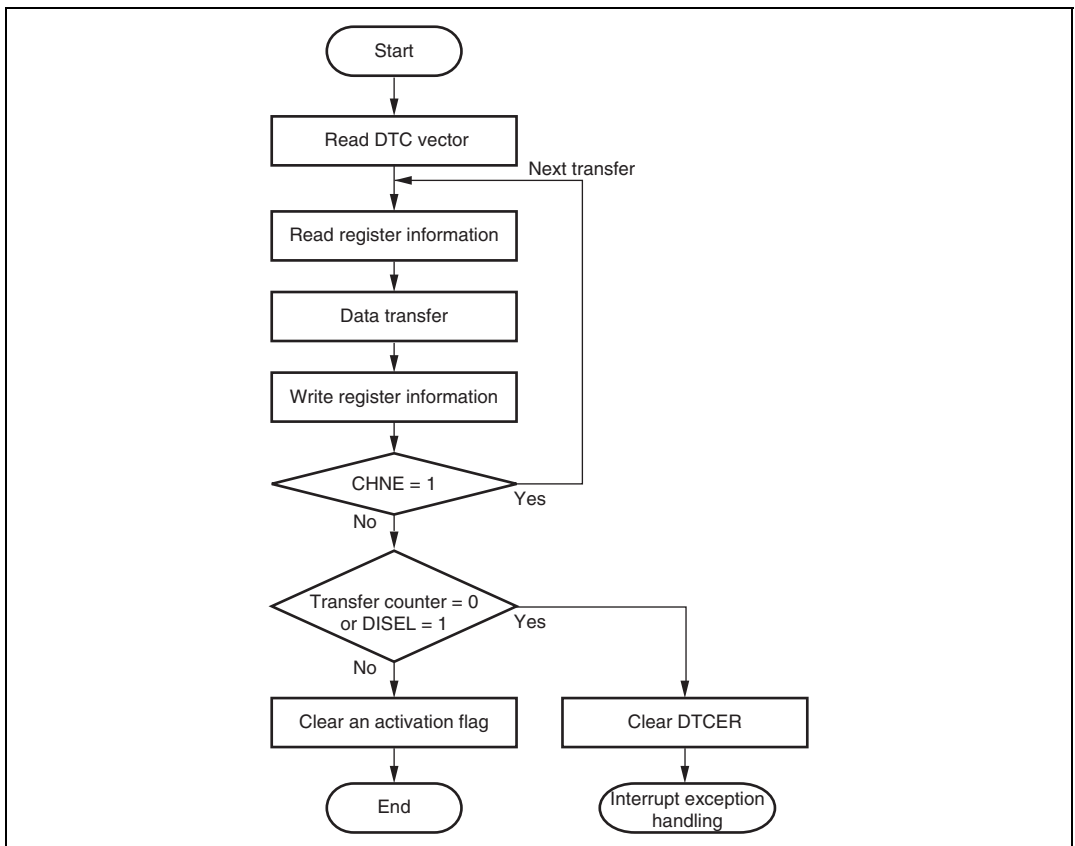 Start
Read DTC vector
Next transfer
Read register information
Data transfer
Write register information
CHNE = 1
Yes
No
Transfer counter = 0
or DISEL = 1
Yes
No
Clear an activation flag
Clear DTCER
End
Interrupt exception
handling